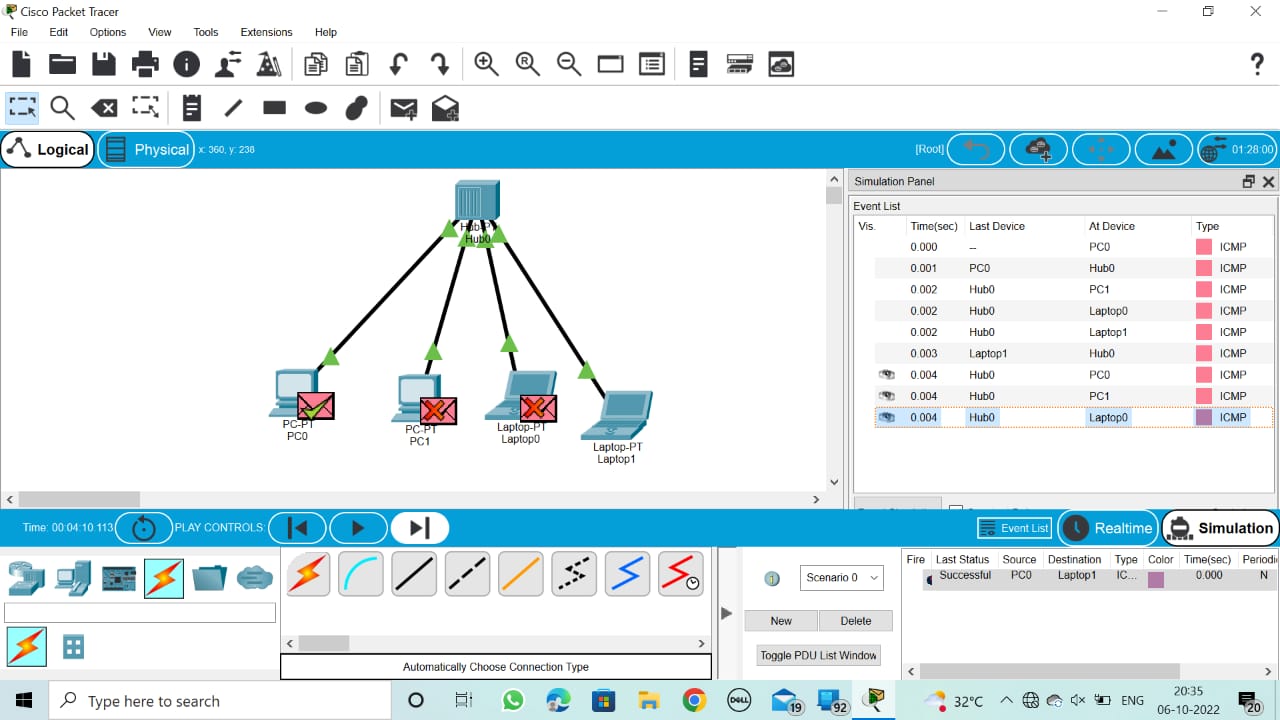 Cisco Packet Tracer
File Edit Options View Tools Extensions Help
Logical Physical x: 360, y: 238 [Root] 01:28:00
Hub-PT
Hub0
PC-PT
PC0
PC-PT
PC1
Laptop-PT
Laptop0
Laptop-PT
Laptop1
Simulation Panel
Event List
Vis. Time(sec) Last Device At Device Type
0.000 -- PC0 ICMP
0.001 PC0 Hub0 ICMP
0.002 Hub0 PC1 ICMP
0.002 Hub0 Laptop0 ICMP
0.002 Hub0 Laptop1 ICMP
0.003 Laptop1 Hub0 ICMP
0.004 Hub0 PC0 ICMP
0.004 Hub0 PC1 ICMP
0.004 Hub0 Laptop0 ICMP
Time: 00:04:10.113 PLAY CONTROLS: Event List Realtime Simulation
Scenario 0
New Delete
Toggle PDU List Window
Automatically Choose Connection Type
Fire Last Status Source Destination Type Color Time(sec) Periodi
Successful PC0 Laptop1 IC... 0.000 N
Type here to search
DELL
19
92
32°C
ENG
20:35
06-10-2022
20